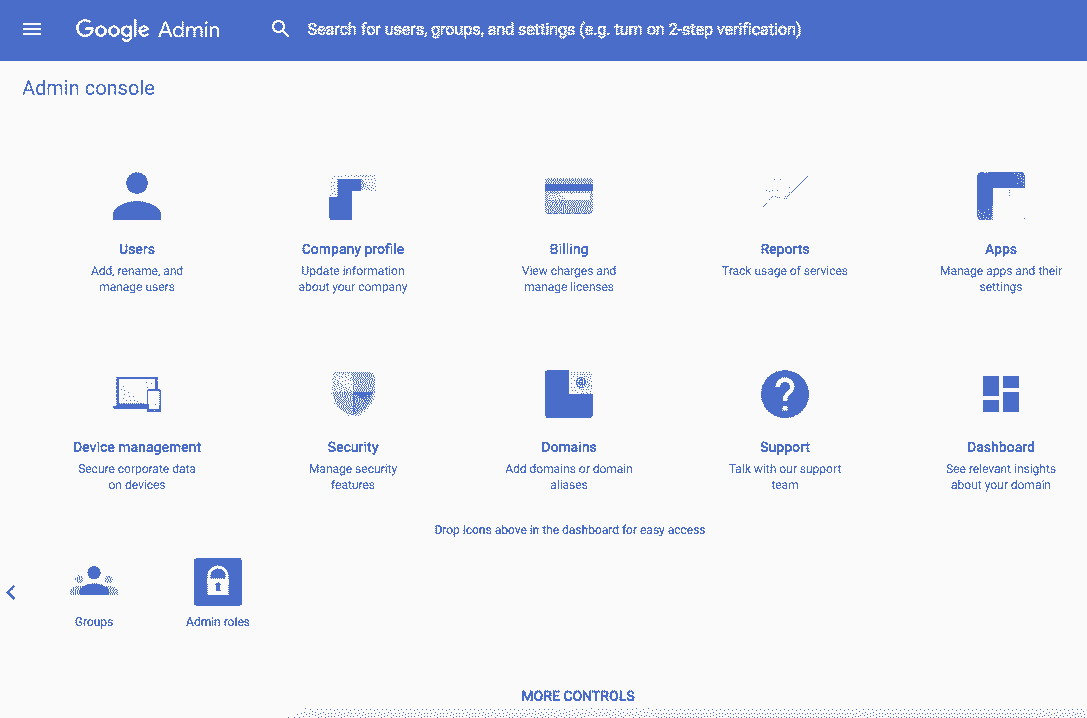 Google Admin
Search for users, groups, and settings (e.g. turn on 2-step verification)
Admin console
Users
Add, rename, and
manage users
Company profile
Update information
about your company
Billing
View charges and
manage licenses
Reports
Track usage of services
Apps
Manage apps and their
settings
Device management
Secure corporate data
on devices
Security
Manage security
features
Domains
Add domains or domain
aliases
Support
Talk with our support
team
Dashboard
See relevant insights
about your domain
Drop icons above in the dashboard for easy access
Groups
Admin roles
MORE CONTROLS